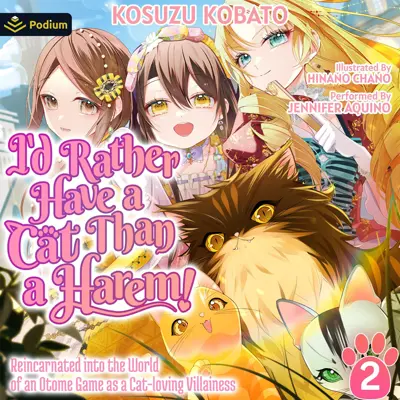 KOSUZU KOBATO
Podium
Illustrated By
HINANO CHANO
Performed By
JENNIFER AQUINO
I'd Rather
Have a
Cat Than
a Harem!
Reincarnated into the World
of an Otome Game as a Cat-loving Villainess
2